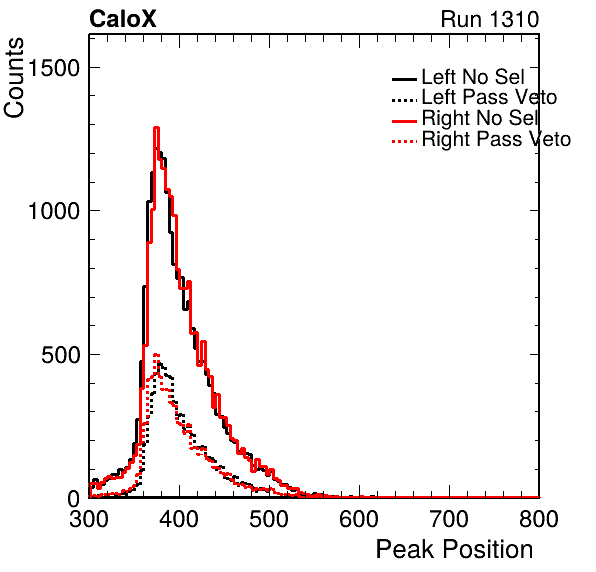 CaloX Run 1310
Counts
1500
1000
500
0
Left No Sel
Left Pass Veto
Right No Sel
Right Pass Veto
300 400 500 600 700 800
Peak Position